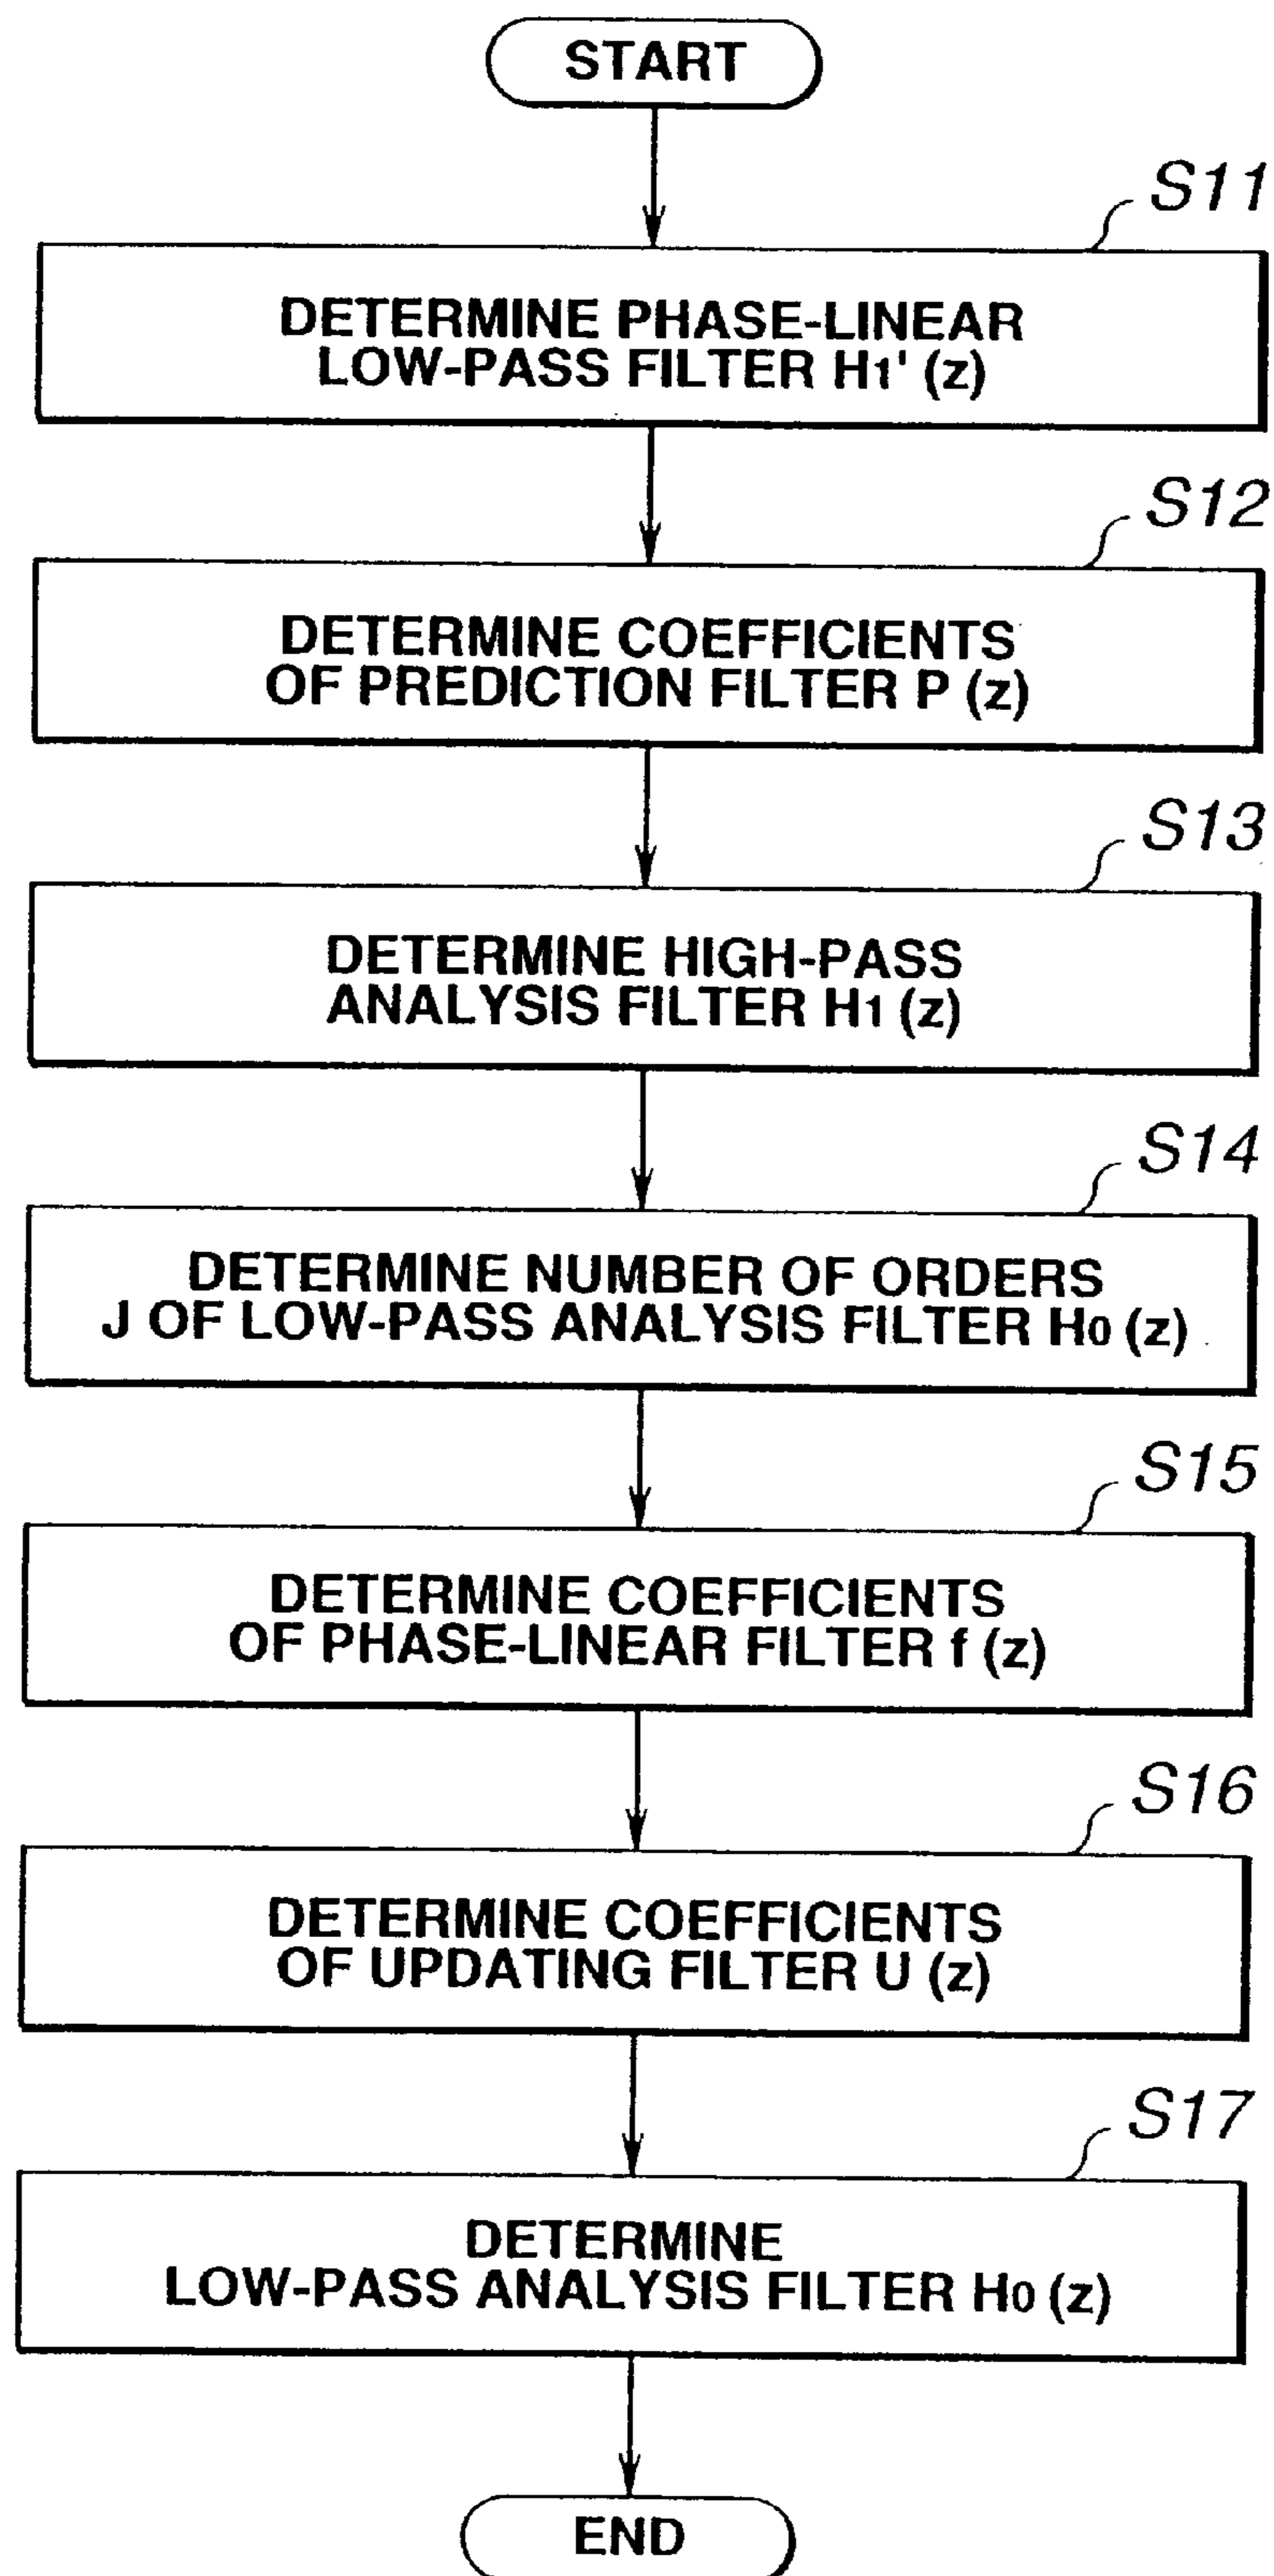 START
S11
DETERMINE PHASE-LINEAR
LOW-PASS FILTER H1' (z)
S12
DETERMINE COEFFICIENTS
OF PREDICTION FILTER P (z)
S13
DETERMINE HIGH-PASS
ANALYSIS FILTER H1 (z)
S14
DETERMINE NUMBER OF ORDERS
J OF LOW-PASS ANALYSIS FILTER H0 (z)
S15
DETERMINE COEFFICIENTS
OF PHASE-LINEAR FILTER f (z)
S16
DETERMINE COEFFICIENTS
OF UPDATING FILTER U (z)
S17
DETERMINE
LOW-PASS ANALYSIS FILTER H0 (z)
END